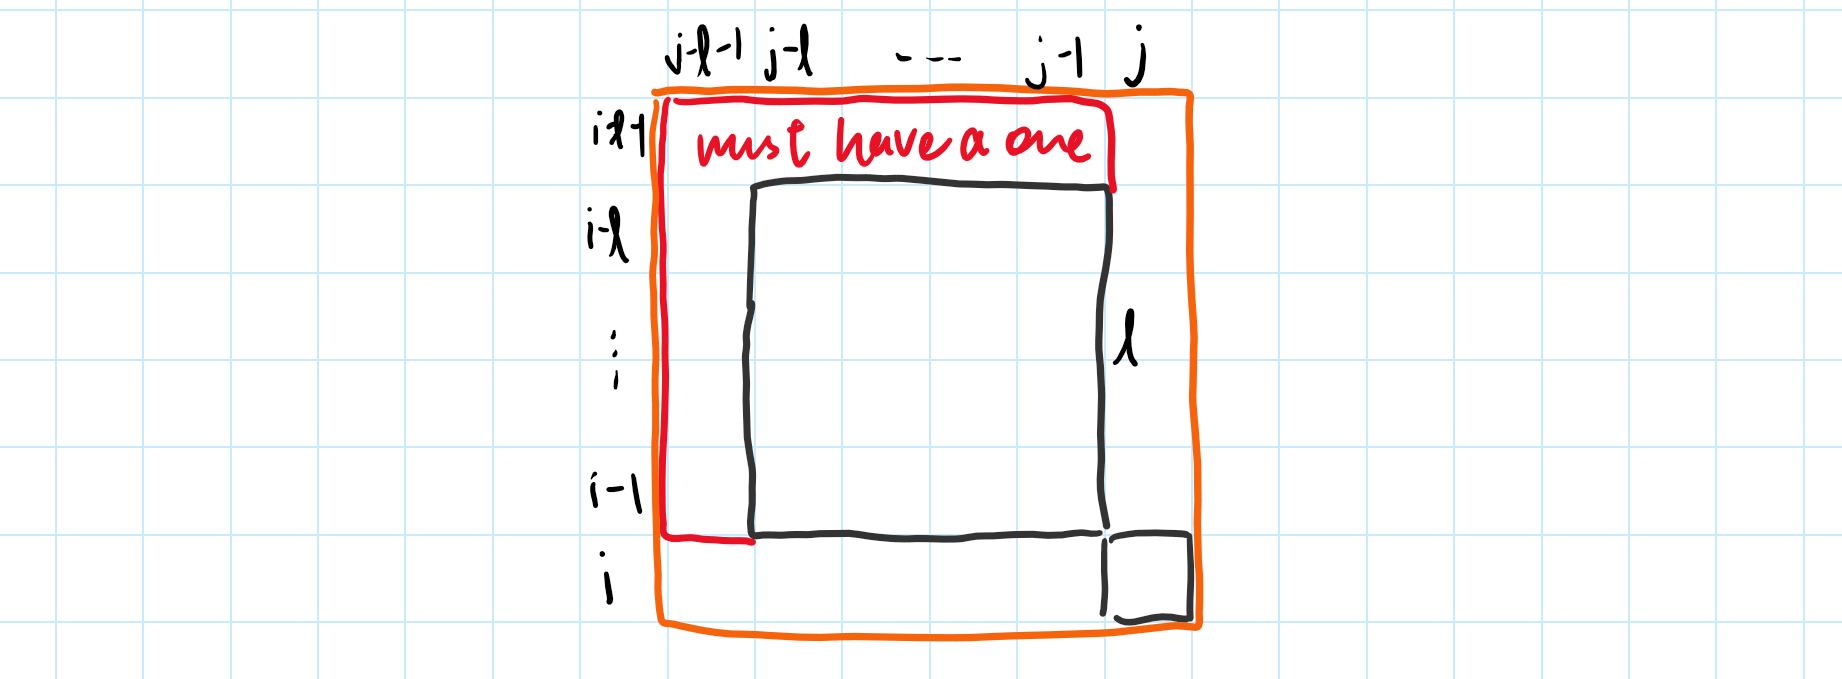 j-l-1 j-l --- j-1 j
i-l-1 must have a one
i-l
⋮ l
i-1
i